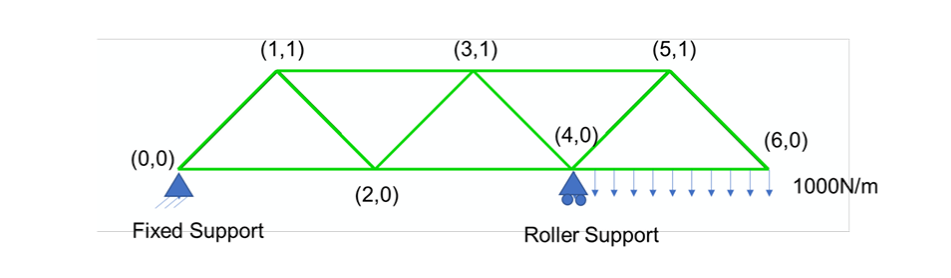 (1,1)
(3,1)
(5,1)
(0,0)
(4,0)
(6,0)
(2,0)
1000N/m
Fixed Support
Roller Support